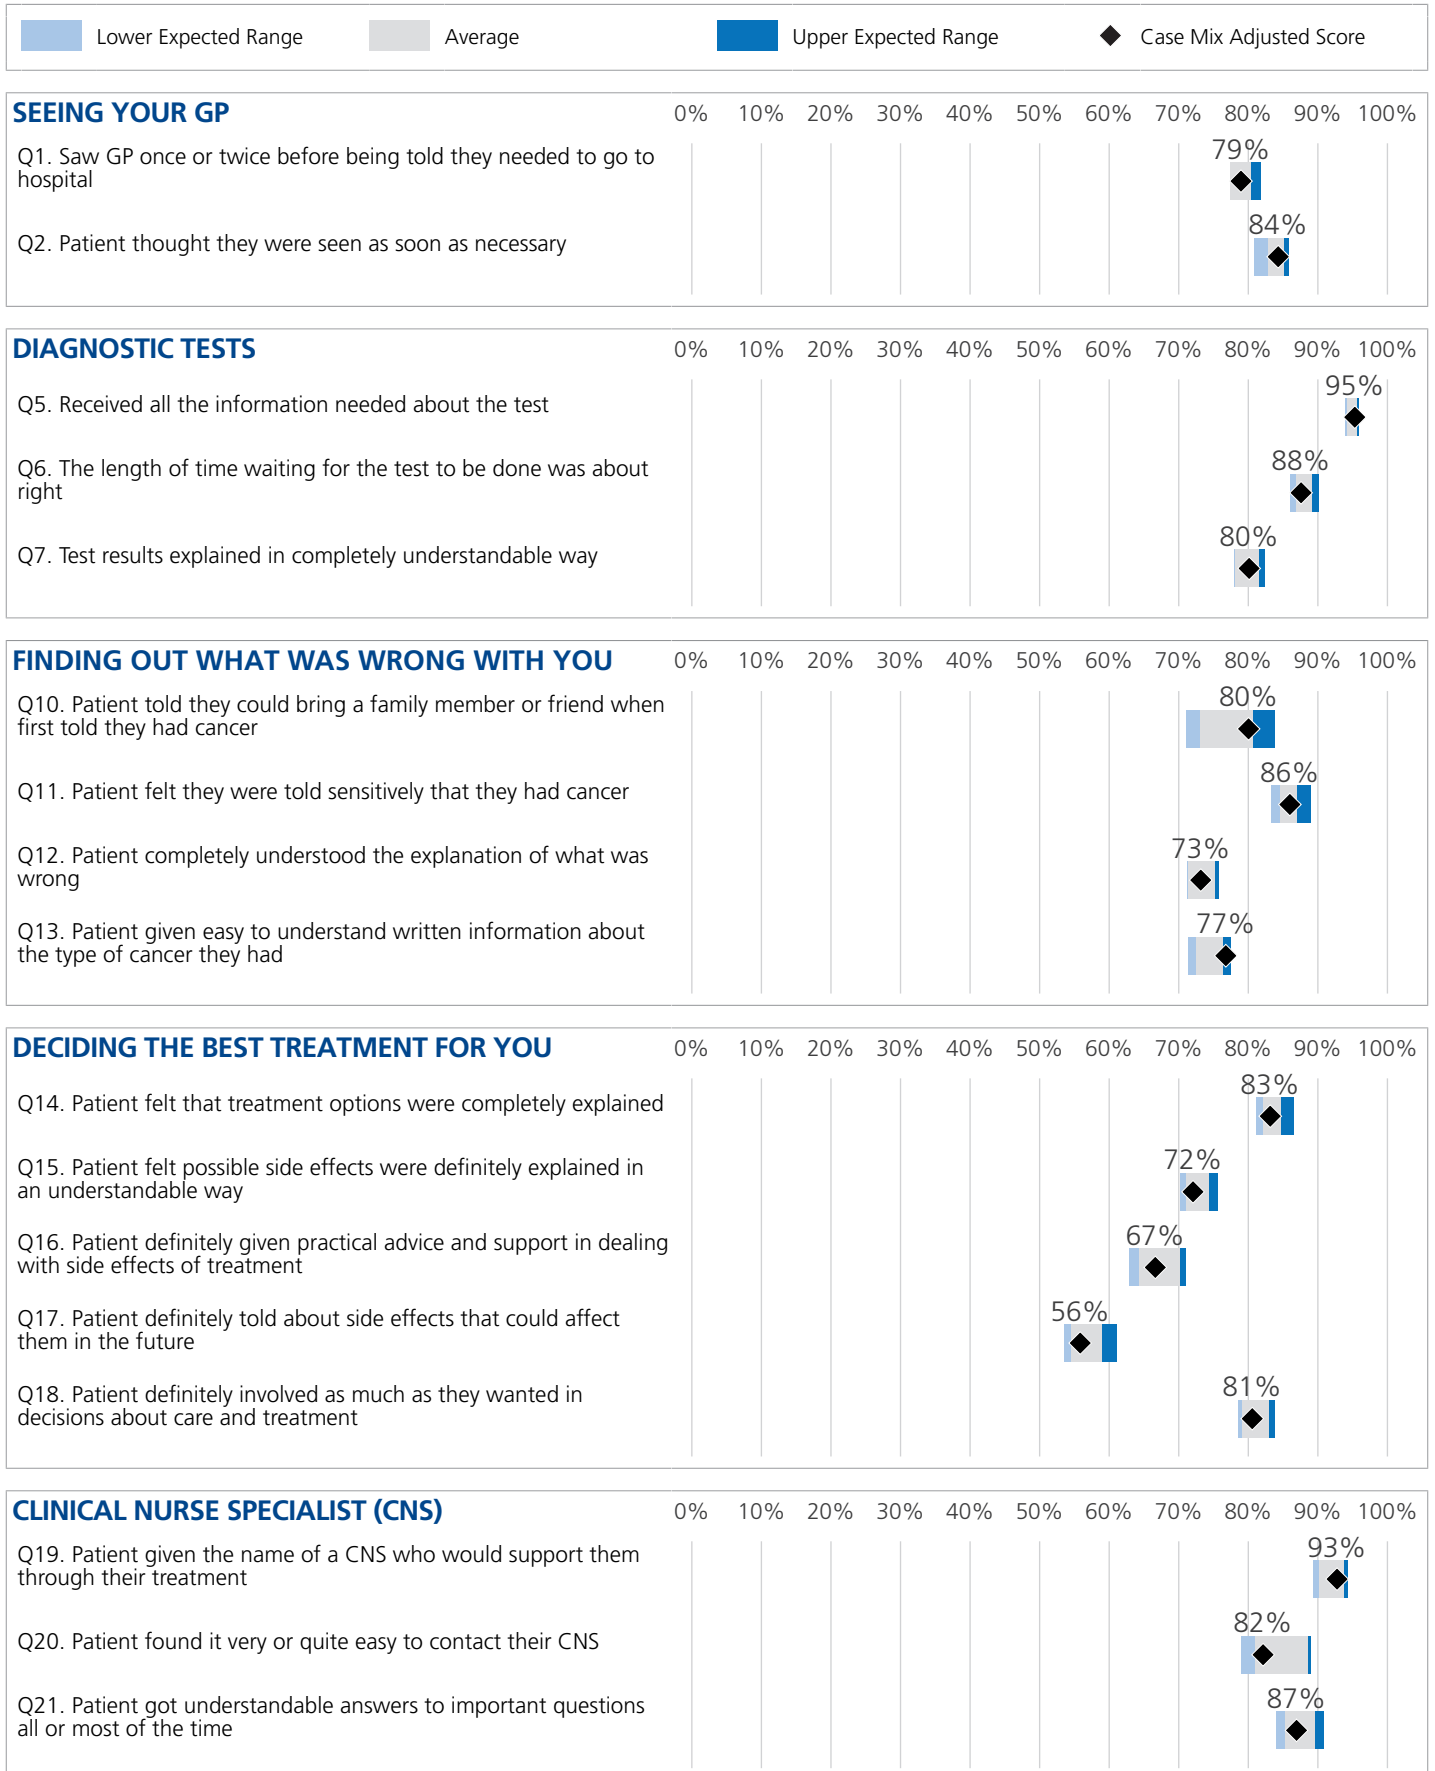 Lower Expected Range Average Upper Expected Range Case Mix Adjusted Score
SEEING YOUR GP 0% 10% 20% 30% 40% 50% 60% 70% 80% 90% 100%
79%
Q1. Saw GP once or twice before being told they needed to go to
hospital
84%
Q2. Patient thought they were seen as soon as necessary
DIAGNOSTIC TESTS 0% 10% 20% 30% 40% 50% 60% 70% 80% 90% 100%
95%
Q5. Received all the information needed about the test
88%
Q6. The length of time waiting for the test to be done was about
right
80%
Q7. Test results explained in completely understandable way
FINDING OUT WHAT WAS WRONG WITH YOU 0% 10% 20% 30% 40% 50% 60% 70% 80% 90% 100%
80%
Q10. Patient told they could bring a family member or friend when
first told they had cancer
86%
Q11. Patient felt they were told sensitively that they had cancer
73%
Q12. Patient completely understood the explanation of what was
wrong
77%
Q13. Patient given easy to understand written information about
the type of cancer they had
DECIDING THE BEST TREATMENT FOR YOU 0% 10% 20% 30% 40% 50% 60% 70% 80% 90% 100%
83%
Q14. Patient felt that treatment options were completely explained
72%
Q15. Patient felt possible side effects were definitely explained in
an understandable way
67%
Q16. Patient definitely given practical advice and support in dealing
with side effects of treatment
56%
Q17. Patient definitely told about side effects that could affect
them in the future
81%
Q18. Patient definitely involved as much as they wanted in
decisions about care and treatment
CLINICAL NURSE SPECIALIST (CNS) 0% 10% 20% 30% 40% 50% 60% 70% 80% 90% 100%
93%
Q19. Patient given the name of a CNS who would support them
through their treatment
82%
Q20. Patient found it very or quite easy to contact their CNS
87%
Q21. Patient got understandable answers to important questions
all or most of the time